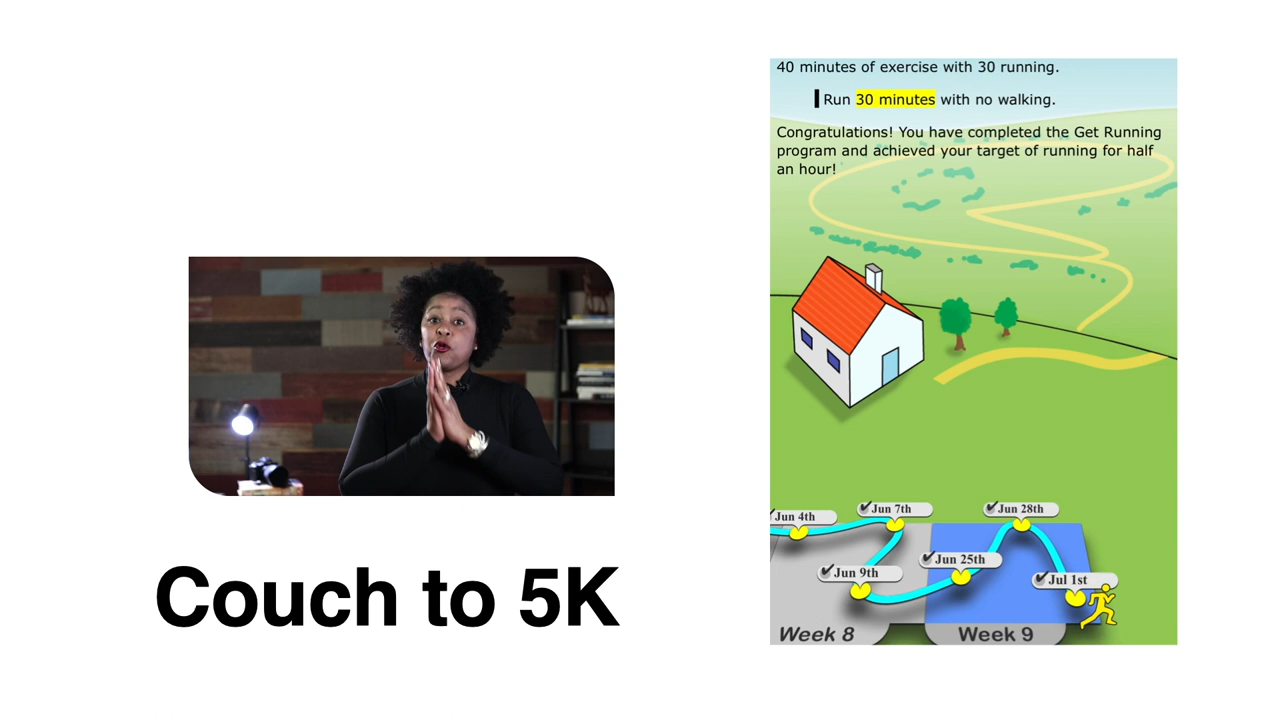 40 minutes of exercise with 30 running.
Run 30 minutes with no walking.
Congratulations! You have completed the Get Running
program and achieved your target of running for half
an hour!
Jun 4th
Jun 7th
Jun 28th
Jun 25th
Jun 9th
Jul 1st
Week 8
Week 9
Couch to 5K